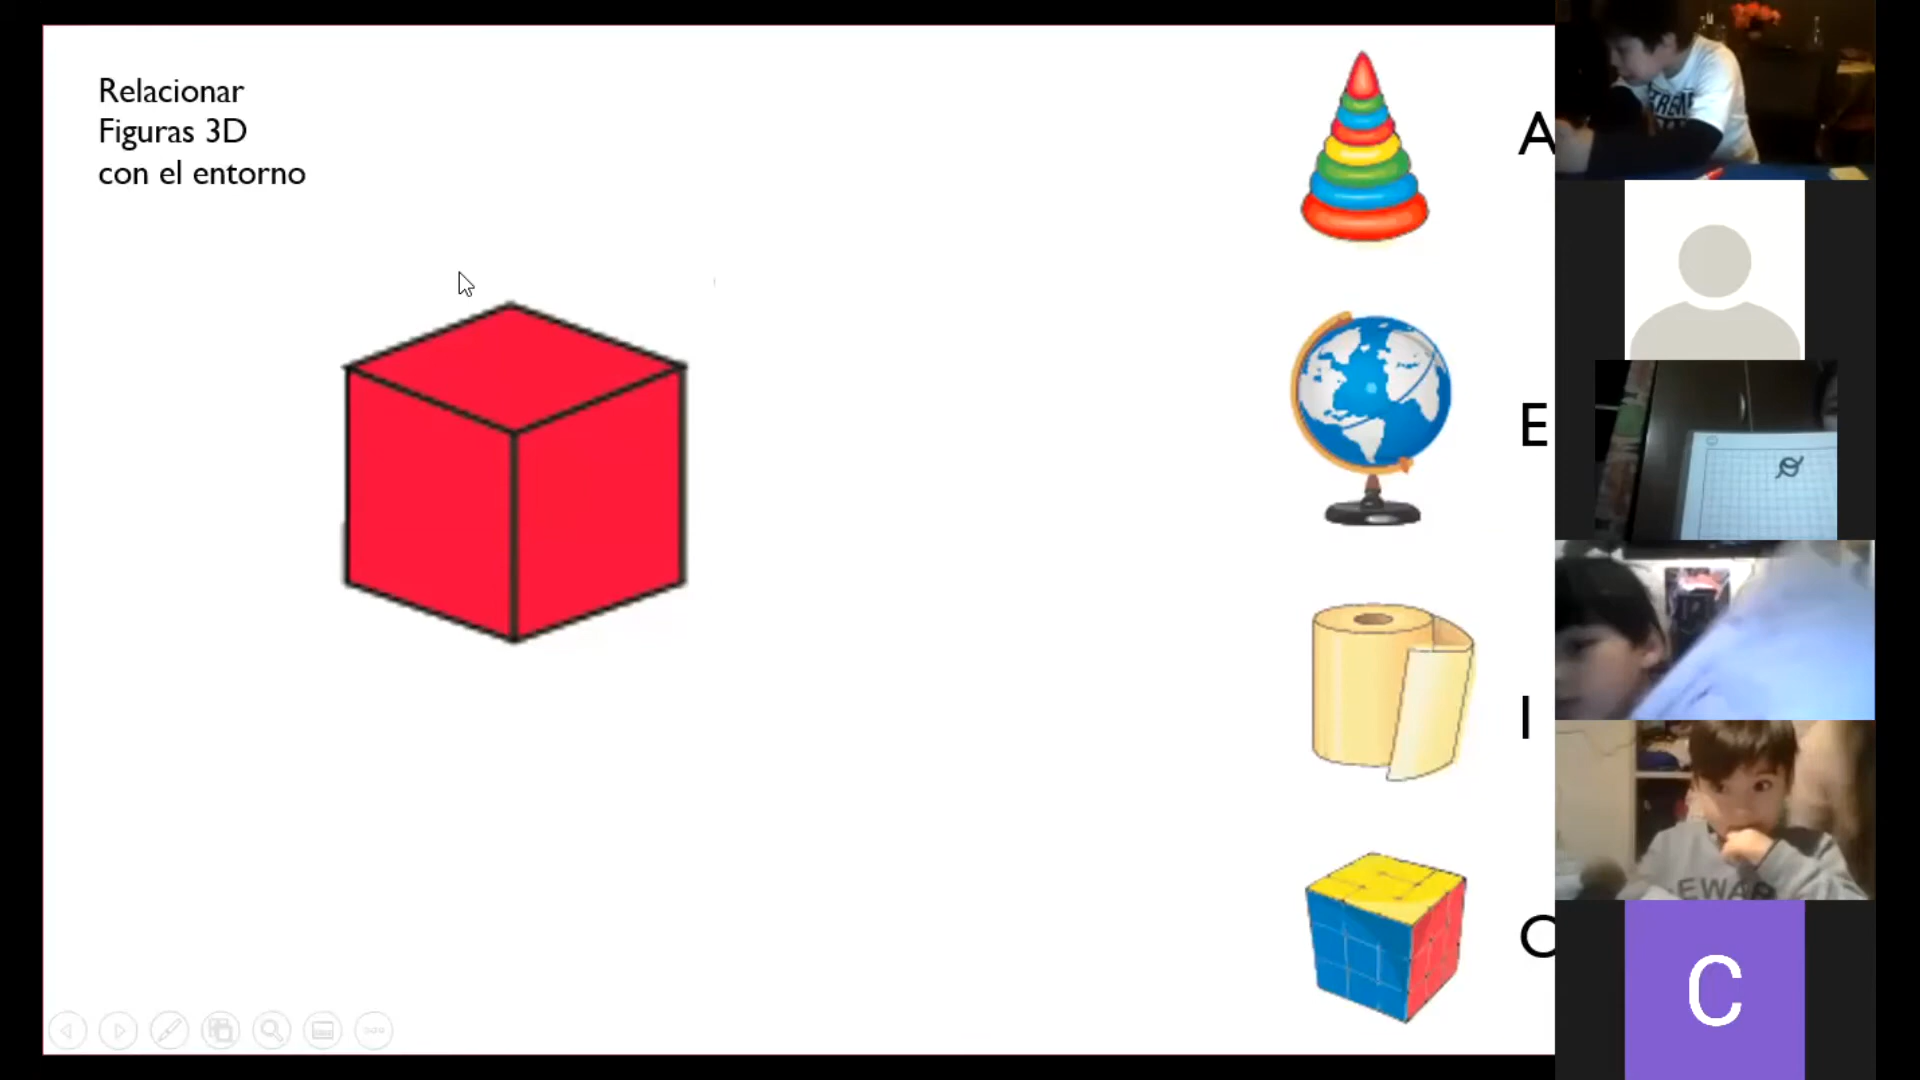 Relacionar
Figuras 3D
con el entorno
A
E
I
O
C